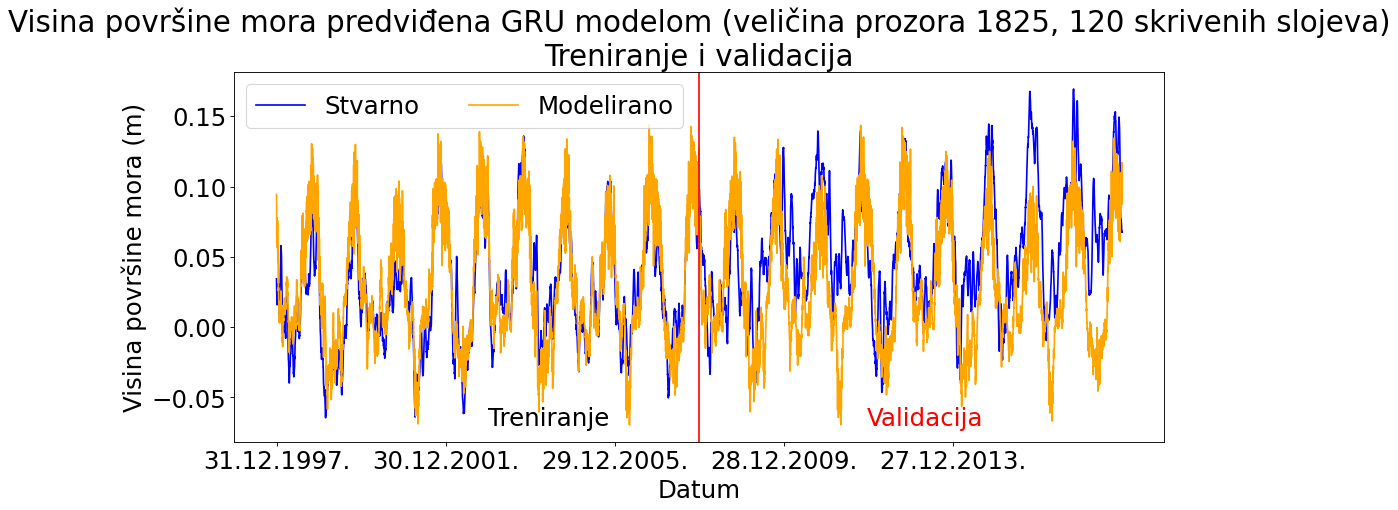 Visina površine mora predviđena GRU modelom (veličina prozora 1825, 120 skrivenih slojeva)
Treniranje i validacija
Stvarno Modelirano
Visina površine mora (m)
0.15
0.10
0.05
0.00
−0.05
Treniranje Validacija
31.12.1997. 30.12.2001. 29.12.2005. 28.12.2009. 27.12.2013.
Datum